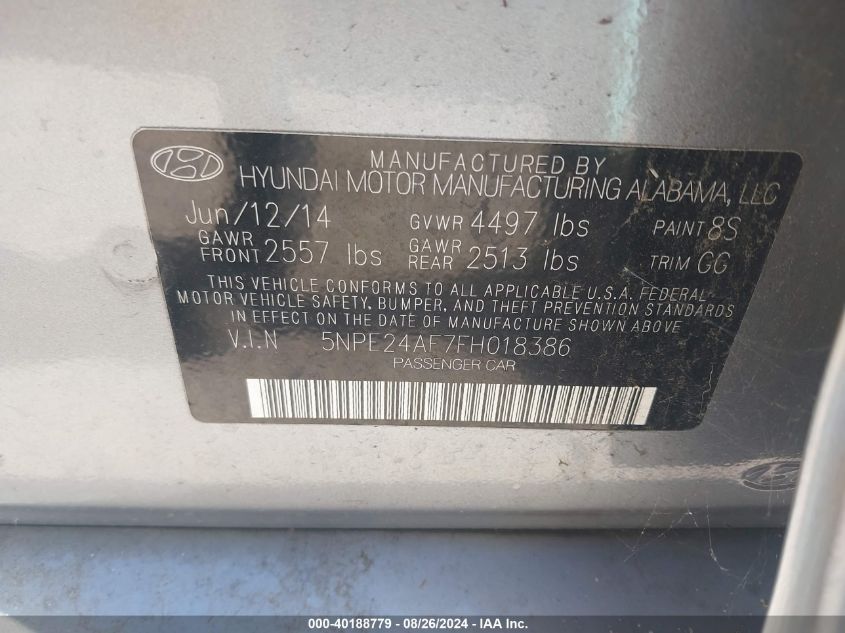 MANUFACTURED BY
HYUNDAI MOTOR MANUFACTURING ALABAMA, LLC
Jun/12/14 GVWR 4497 lbs PAINT 8S
GAWR FRONT 2557 lbs GAWR REAR 2513 lbs TRIM GG
THIS VEHICLE CONFORMS TO ALL APPLICABLE U.S.A. FEDERAL
MOTOR VEHICLE SAFETY, BUMPER, AND THEFT PREVENTION STANDARDS
IN EFFECT ON THE DATE OF MANUFACTURE SHOWN ABOVE
V.I.N 5NPE24AF7FH018386
PASSENGER CAR
000-40188779 - 08/26/2024 - IAA Inc.